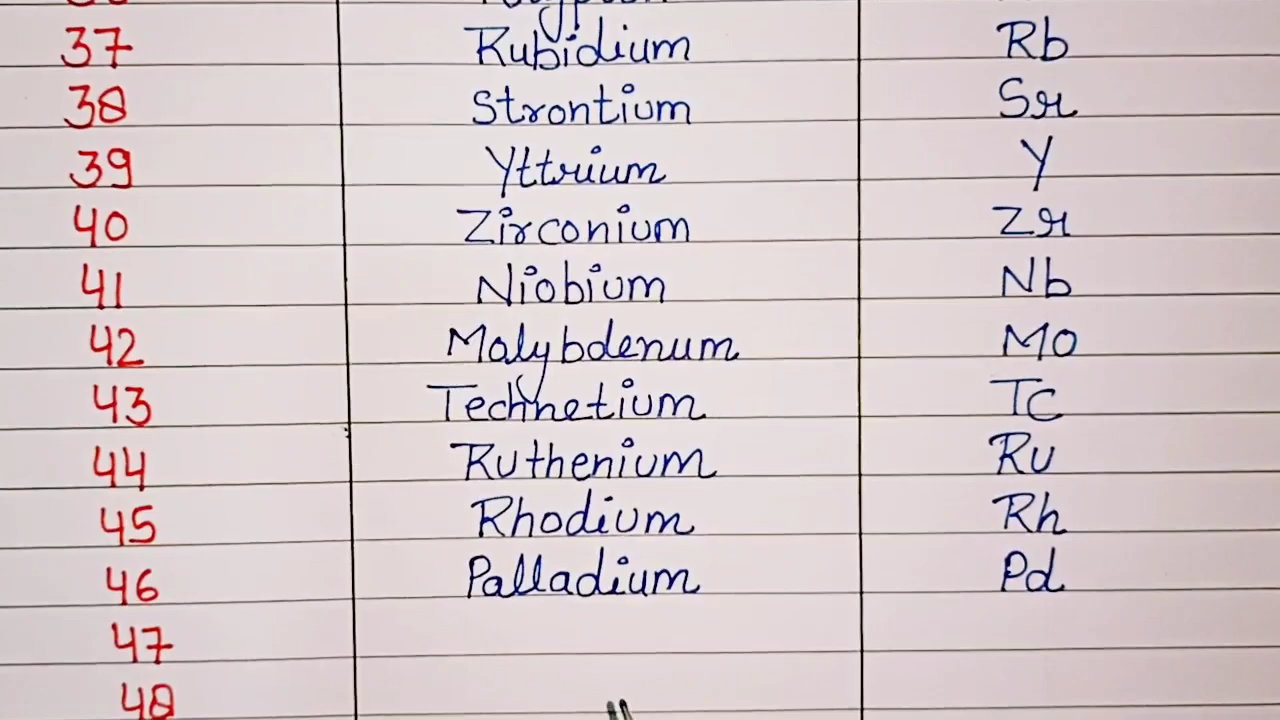 37 Rubidium Rb
38 Strontium Sr
39 Yttrium Y
40 Zirconium Zr
41 Niobium Nb
42 Molybdenum Mo
43 Technetium Tc
44 Ruthenium Ru
45 Rhodium Rh
46 Palladium Pd
47
48